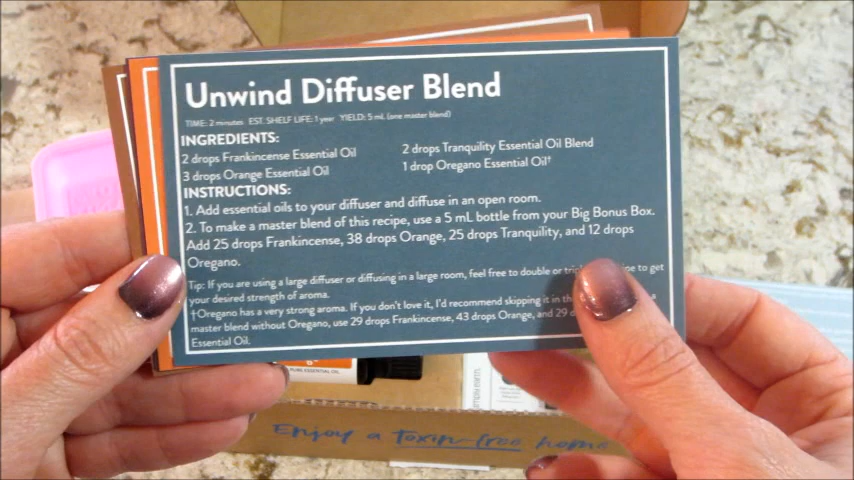 Unwind Diffuser Blend
TIME: 2 minutes EST. SHELF LIFE: 1 year YIELD: 5 mL (one master blend)
INGREDIENTS:
2 drops Frankincense Essential Oil
3 drops Orange Essential Oil
2 drops Tranquility Essential Oil Blend
1 drop Oregano Essential Oil†
INSTRUCTIONS:
1. Add essential oils to your diffuser and diffuse in an open room.
2. To make a master blend of this recipe, use a 5 mL bottle from your Big Bonus Box.
Add 25 drops Frankincense, 38 drops Orange, 25 drops Tranquility, and 12 drops
Oregano.
Tip: If you are using a large diffuser or diffusing in a large room, feel free to double or to get
your desired strength of aroma.
†Oregano has a very strong aroma. If you don't love it, I'd recommend skipping it in a
master blend without Oregano, use 29 drops Frankincense, 43 drops Orange, and 29
Essential Oil.
PURE ESSENTIAL OIL
Enjoy a toxin-free home